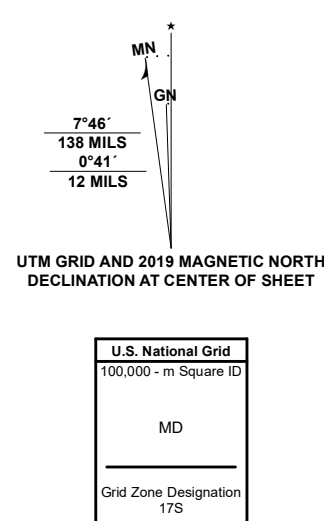 MN
GN
7°46´
138 MILS
0°41´
12 MILS
UTM GRID AND 2019 MAGNETIC NORTH
DECLINATION AT CENTER OF SHEET
U.S. National Grid
100,000 - m Square ID
MD
Grid Zone Designation
17S